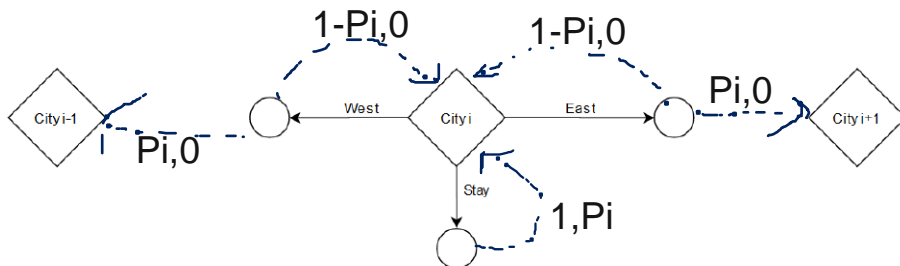 1-Pi,0
1-Pi,0
City i-1
West
City i
East
Pi,0
City i+1
Pi,0
Stay
1,Pi